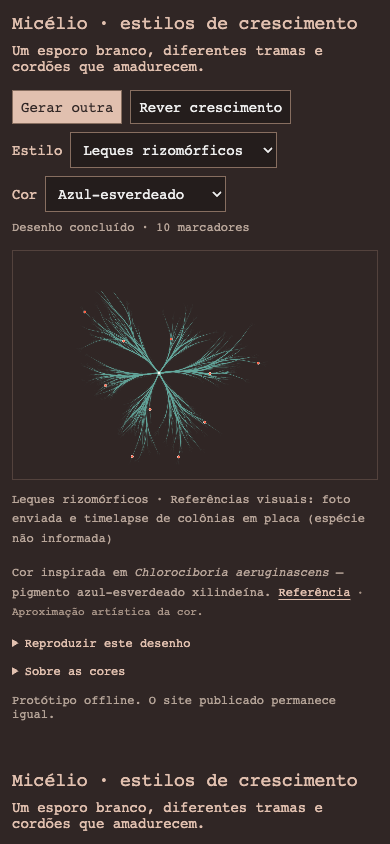 Micélio · estilos de crescimento
Um esporo branco, diferentes tramas e
cordões que amadurecem.
Gerar outra
Rever crescimento
Estilo
Leques rizomórficos
Cor
Azul-esverdeado
Desenho concluído · 10 marcadores
Leques rizomórficos · Referências visuais: foto
enviada e timelapse de colônias em placa (espécie
não informada)
Cor inspirada em Chlorociboria aeruginascens —
pigmento azul-esverdeado xilindeína. Referência ·
Aproximação artística da cor.
Reproduzir este desenho
Sobre as cores
Protótipo offline. O site publicado permanece
igual.
Micélio · estilos de crescimento
Um esporo branco, diferentes tramas e
cordões que amadurecem.